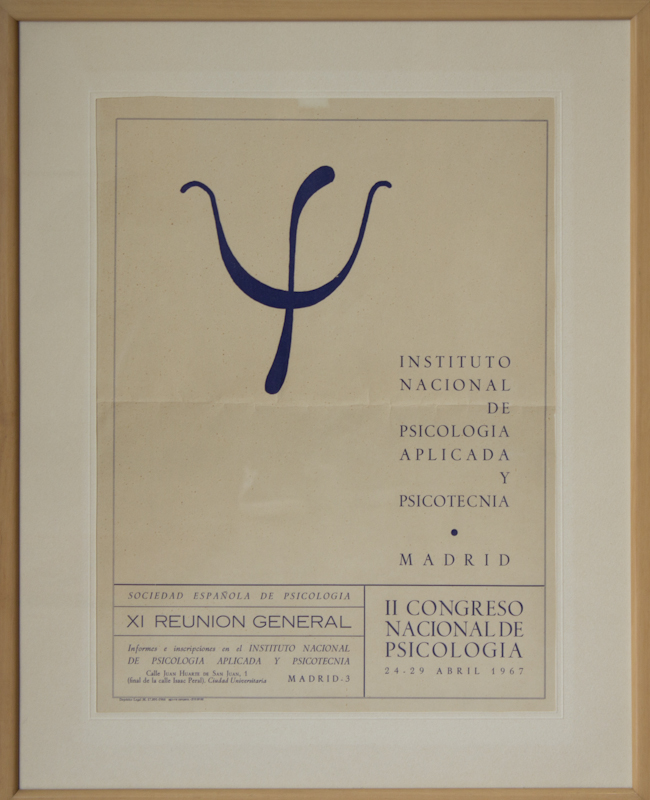 Ψ
INSTITUTO
NACIONAL
DE
PSICOLOGIA
APLICADA
Y
PSICOTECNIA
•
MADRID
SOCIEDAD ESPAÑOLA DE PSICOLOGIA
XI REUNION GENERAL
Informes e inscripciones en el INSTITUTO NACIONAL
DE PSICOLOGIA APLICADA Y PSICOTECNIA
Calle Juan Huarte de San Juan, 1
(final de la calle Isaac Peral). Ciudad Universitaria
MADRID-3
II CONGRESO
NACIONAL DE
PSICOLOGIA
24-29 ABRIL 1967